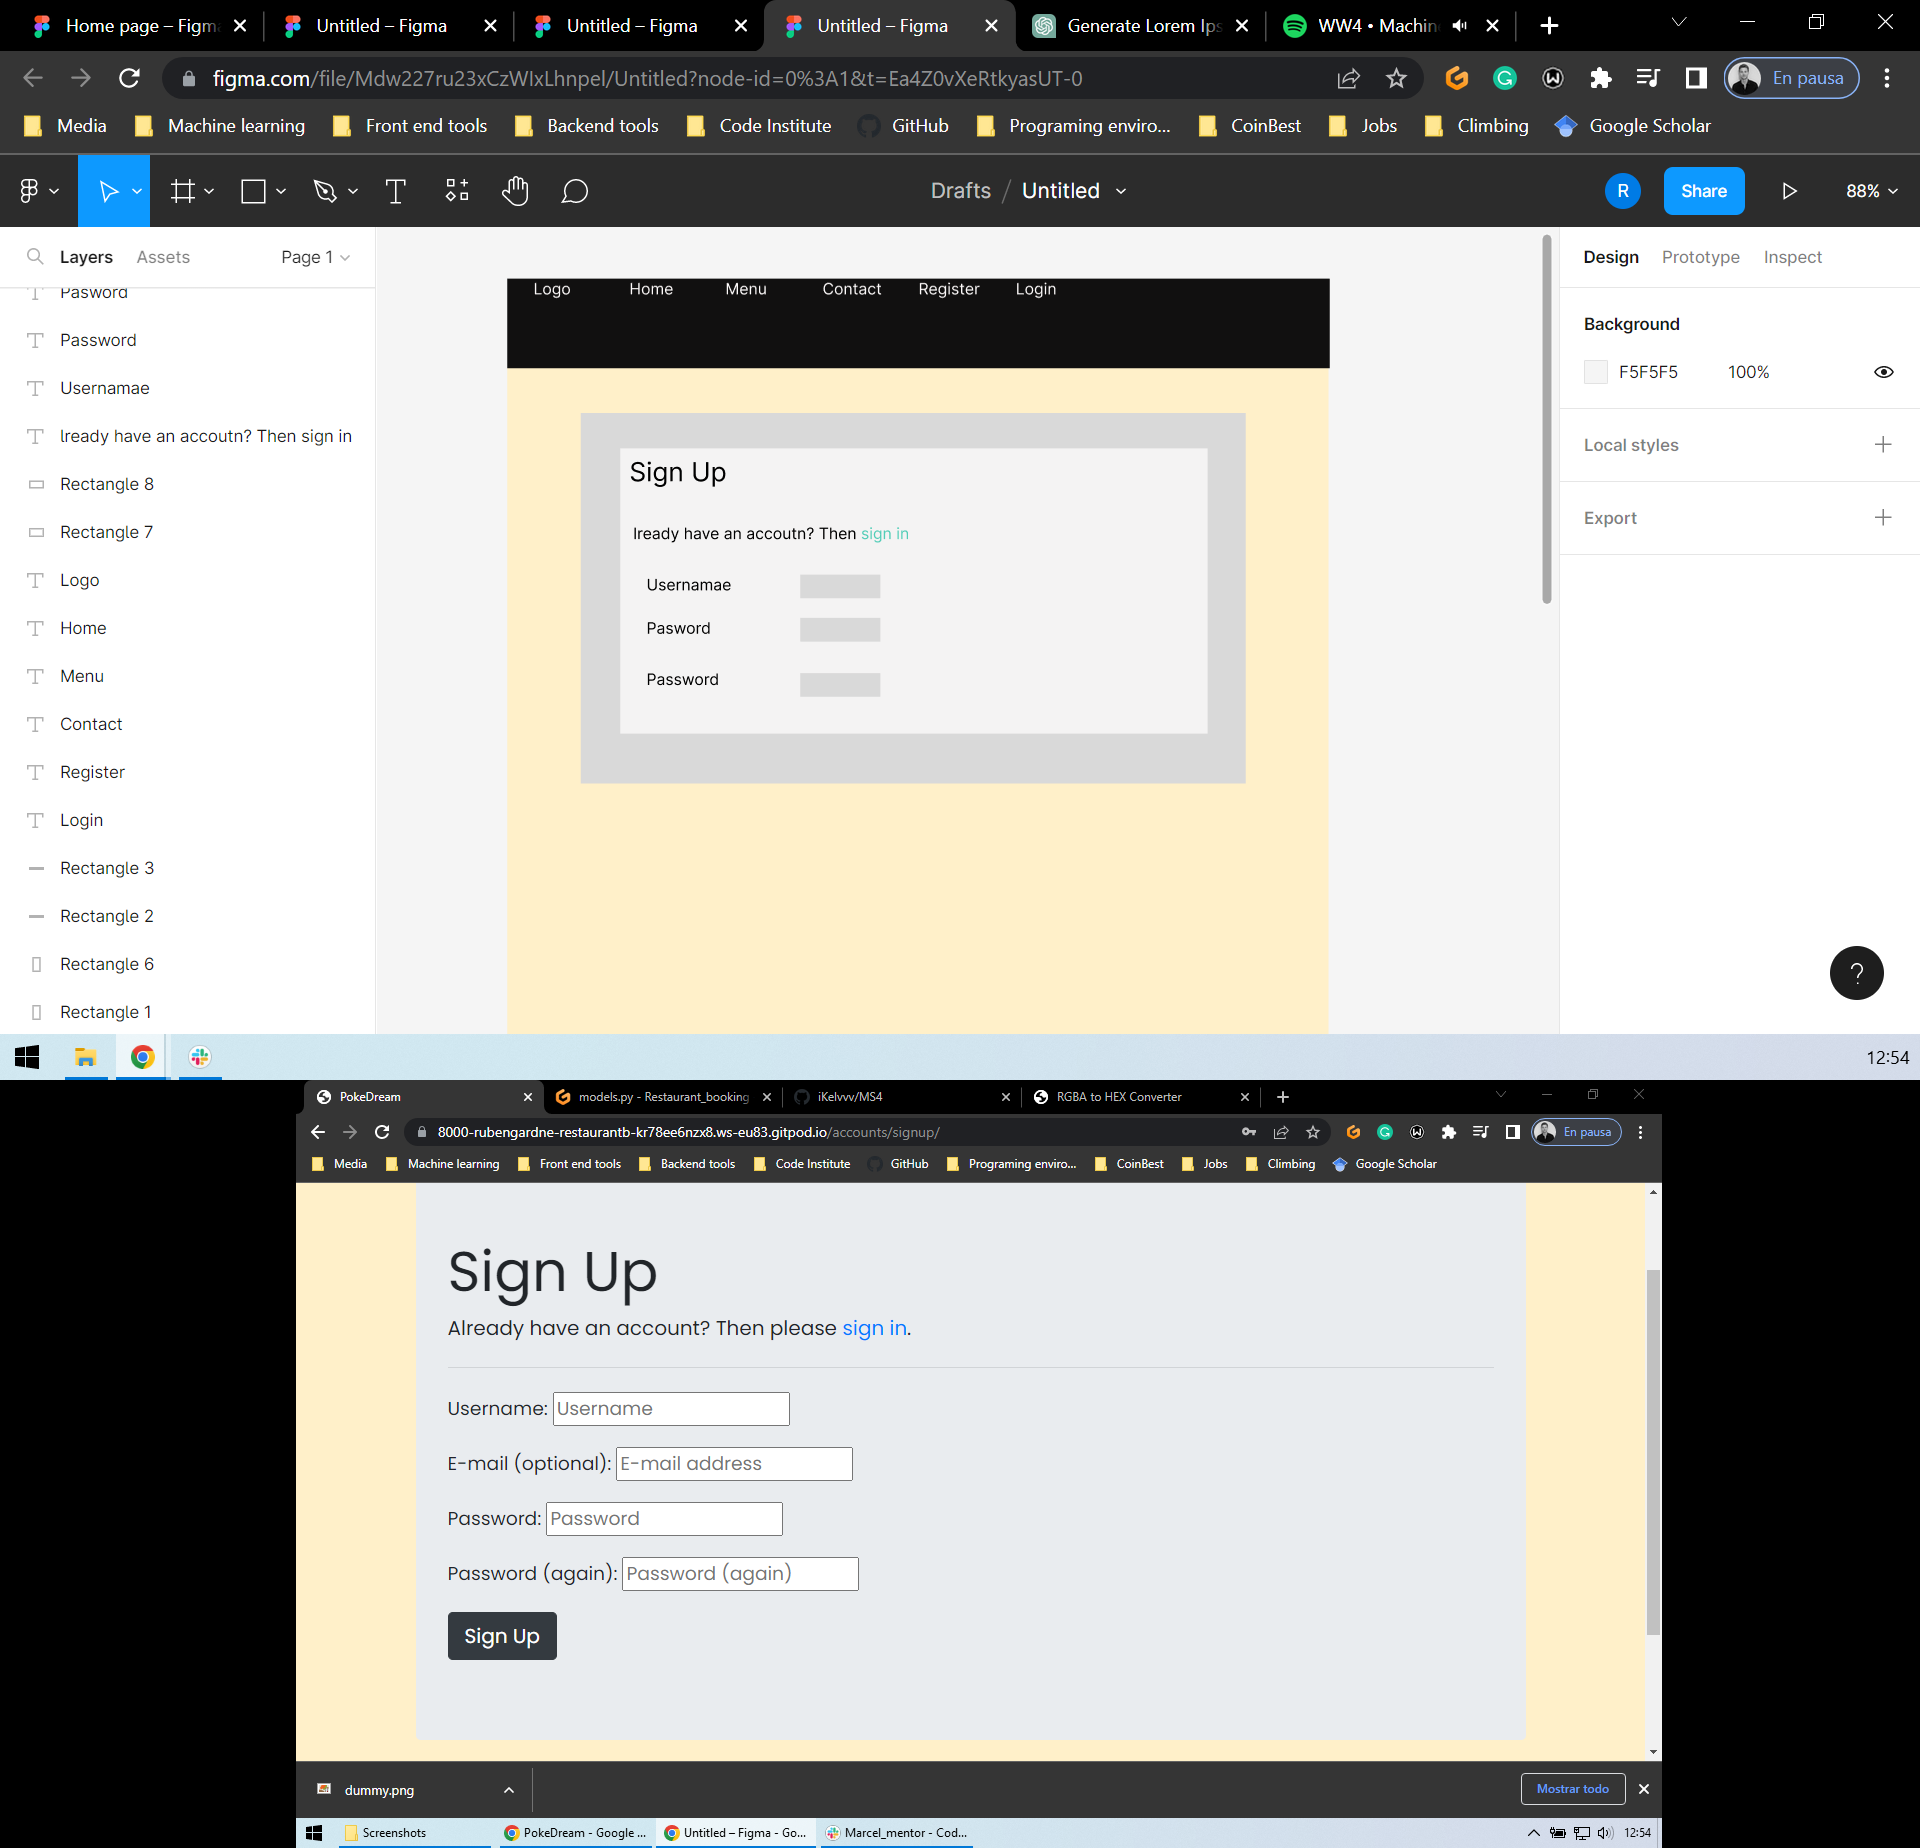 Home page – Figm
Untitled – Figma
Untitled – Figma
Untitled – Figma
Generate Lorem Ips
WW4 • Machin
figma.com/file/Mdw227ru23xCzWIxLhnpel/Untitled?node-id=0%3A1&t=Ea4Z0vXeRtkyasUT-0
En pausa
Media
Machine learning
Front end tools
Backend tools
Code Institute
GitHub
Programing enviro...
CoinBest
Jobs
Climbing
Google Scholar
Drafts / Untitled
R
Share
88%
Layers
Assets
Page 1
Pasword
Password
Usernamae
lready have an accoutn? Then sign in
Rectangle 8
Rectangle 7
Logo
Home
Menu
Contact
Register
Login
Rectangle 3
Rectangle 2
Rectangle 6
Rectangle 1
Logo
Home
Menu
Contact
Register
Login
Sign Up
lready have an accoutn? Then sign in
Usernamae
Pasword
Password
Design
Prototype
Inspect
Background
F5F5F5
100%
Local styles
Export
?
12:54
PokeDream
models.py - Restaurant_booking
iKelvvv/MS4
RGBA to HEX Converter
8000-rubengardne-restaurantb-kr78ee6nzx8.ws-eu83.gitpod.io/accounts/signup/
En pausa
Media
Machine learning
Front end tools
Backend tools
Code Institute
GitHub
Programing enviro...
CoinBest
Jobs
Climbing
Google Scholar
Sign Up
Already have an account? Then please sign in.
Username: Username
E-mail (optional): E-mail address
Password: Password
Password (again): Password (again)
Sign Up
dummy.png
Mostrar todo
Screenshots
PokeDream - Google ...
Untitled – Figma - Go...
Marcel_mentor - Cod...
12:54